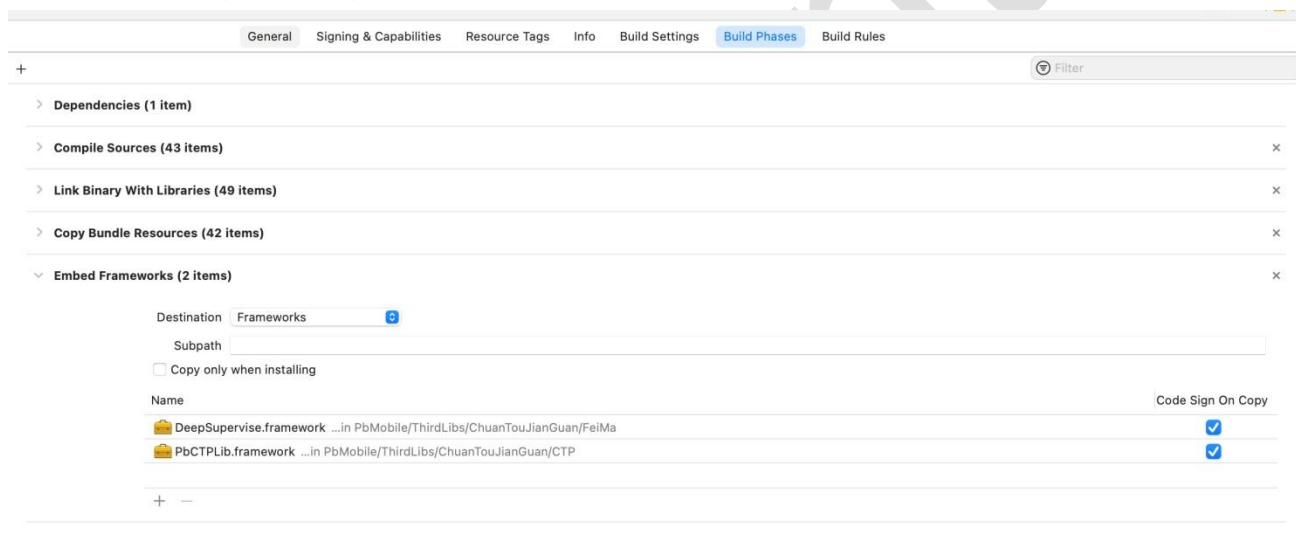 General Signing & Capabilities Resource Tags Info Build Settings Build Phases Build Rules
+ Filter
Dependencies (1 item)
Compile Sources (43 items) ×
Link Binary With Libraries (49 items) ×
Copy Bundle Resources (42 items) ×
Embed Frameworks (2 items) ×
Destination Frameworks
Subpath
Copy only when installing
Name Code Sign On Copy
DeepSupervise.framework ...in PbMobile/ThirdLibs/ChuanTouJianGuan/FeiMa
PbCTPLib.framework ...in PbMobile/ThirdLibs/ChuanTouJianGuan/CTP
+ −